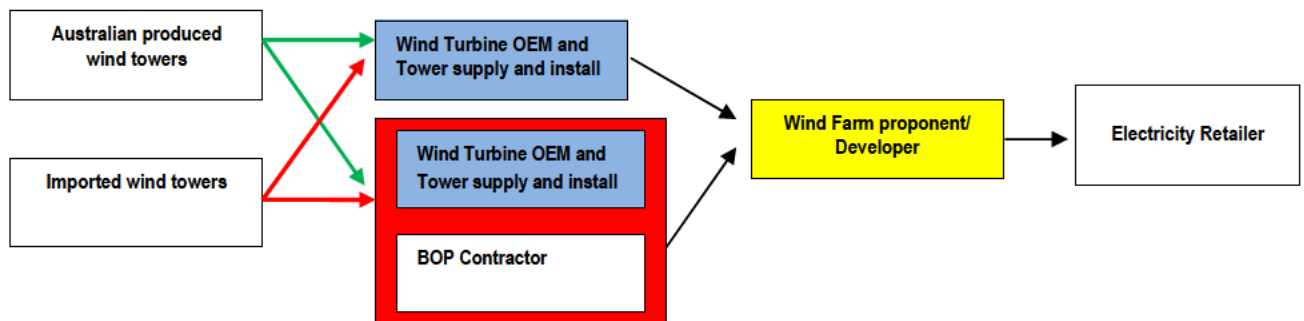 Australian produced
wind towers
Imported wind towers
Wind Turbine OEM and
Tower supply and install
Wind Turbine OEM and
Tower supply and install
BOP Contractor
Wind Farm proponent/
Developer
Electricity Retailer